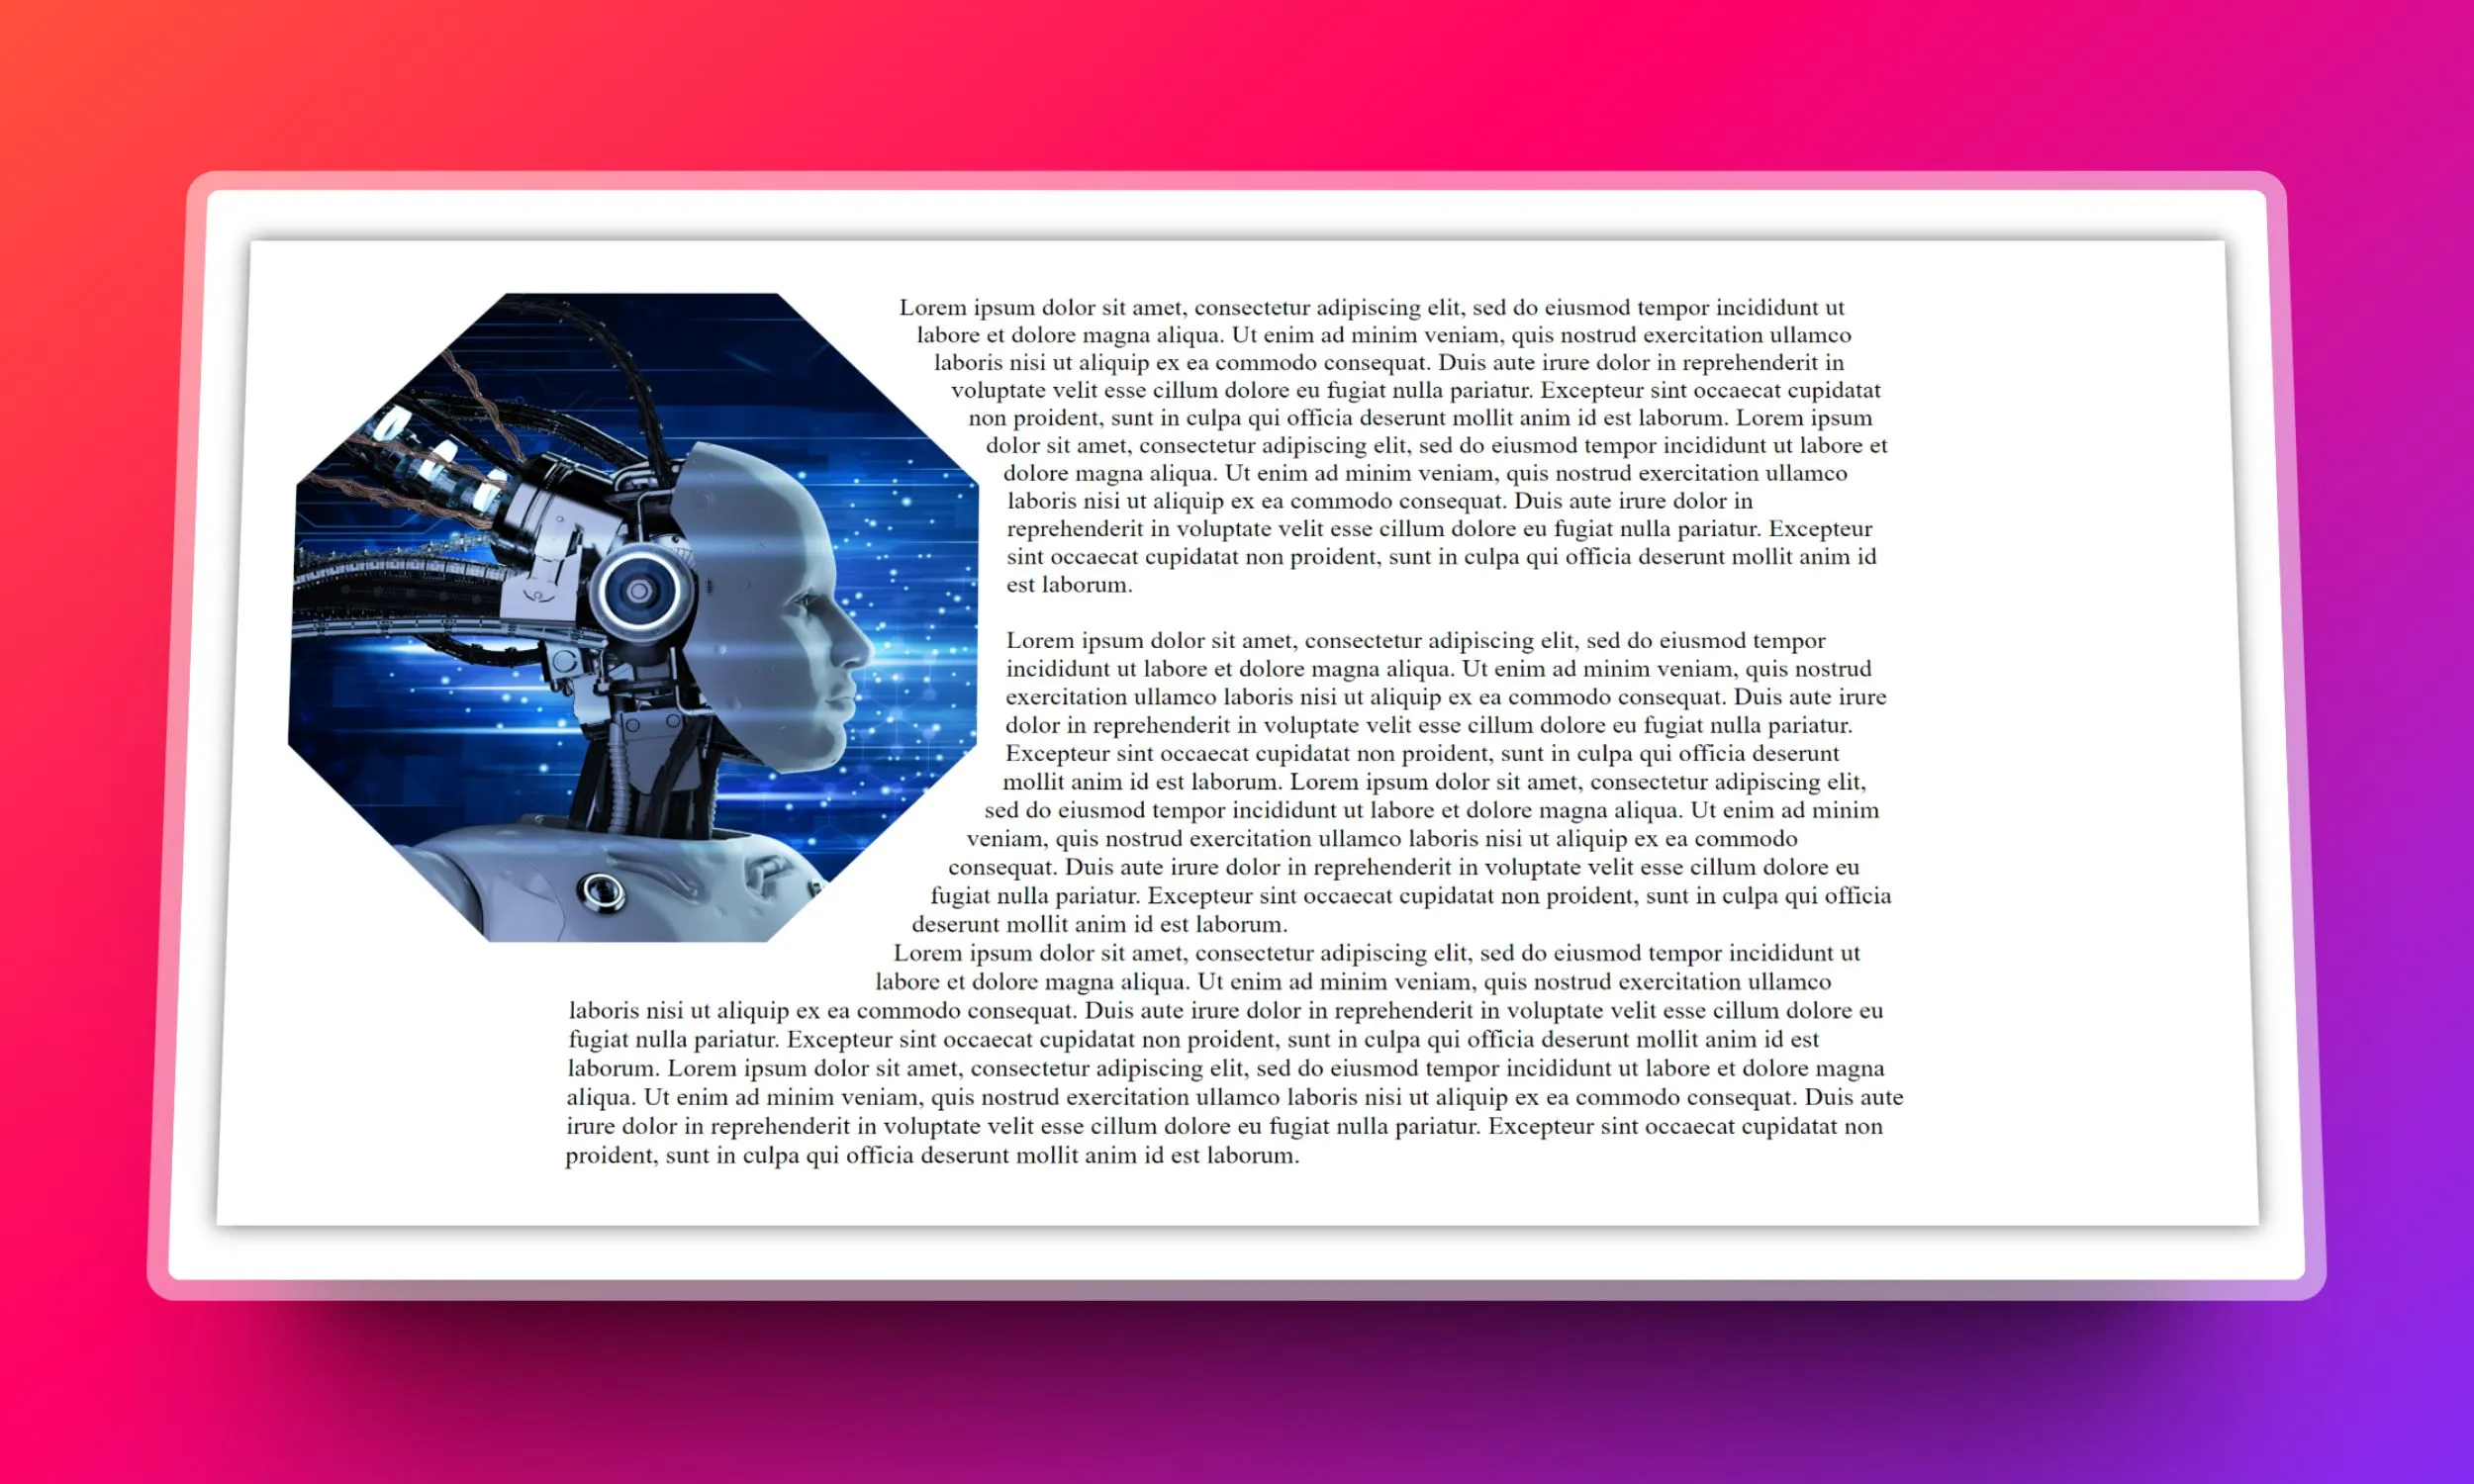 Lorem ipsum dolor sit amet, consectetur adipiscing elit, sed do eiusmod tempor incididunt ut
labore et dolore magna aliqua. Ut enim ad minim veniam, quis nostrud exercitation ullamco
laboris nisi ut aliquip ex ea commodo consequat. Duis aute irure dolor in reprehenderit in
voluptate velit esse cillum dolore eu fugiat nulla pariatur. Excepteur sint occaecat cupidatat
non proident, sunt in culpa qui officia deserunt mollit anim id est laborum. Lorem ipsum
dolor sit amet, consectetur adipiscing elit, sed do eiusmod tempor incididunt ut labore et
dolore magna aliqua. Ut enim ad minim veniam, quis nostrud exercitation ullamco
laboris nisi ut aliquip ex ea commodo consequat. Duis aute irure dolor in
reprehenderit in voluptate velit esse cillum dolore eu fugiat nulla pariatur. Excepteur
sint occaecat cupidatat non proident, sunt in culpa qui officia deserunt mollit anim id
est laborum.
Lorem ipsum dolor sit amet, consectetur adipiscing elit, sed do eiusmod tempor
incididunt ut labore et dolore magna aliqua. Ut enim ad minim veniam, quis nostrud
exercitation ullamco laboris nisi ut aliquip ex ea commodo consequat. Duis aute irure
dolor in reprehenderit in voluptate velit esse cillum dolore eu fugiat nulla pariatur.
Excepteur sint occaecat cupidatat non proident, sunt in culpa qui officia deserunt
mollit anim id est laborum. Lorem ipsum dolor sit amet, consectetur adipiscing elit,
sed do eiusmod tempor incididunt ut labore et dolore magna aliqua. Ut enim ad minim
veniam, quis nostrud exercitation ullamco laboris nisi ut aliquip ex ea commodo
consequat. Duis aute irure dolor in reprehenderit in voluptate velit esse cillum dolore eu
fugiat nulla pariatur. Excepteur sint occaecat cupidatat non proident, sunt in culpa qui officia
deserunt mollit anim id est laborum.
Lorem ipsum dolor sit amet, consectetur adipiscing elit, sed do eiusmod tempor incididunt ut
labore et dolore magna aliqua. Ut enim ad minim veniam, quis nostrud exercitation ullamco
laboris nisi ut aliquip ex ea commodo consequat. Duis aute irure dolor in reprehenderit in voluptate velit esse cillum dolore eu
fugiat nulla pariatur. Excepteur sint occaecat cupidatat non proident, sunt in culpa qui officia deserunt mollit anim id est
laborum. Lorem ipsum dolor sit amet, consectetur adipiscing elit, sed do eiusmod tempor incididunt ut labore et dolore magna
aliqua. Ut enim ad minim veniam, quis nostrud exercitation ullamco laboris nisi ut aliquip ex ea commodo consequat. Duis aute
irure dolor in reprehenderit in voluptate velit esse cillum dolore eu fugiat nulla pariatur. Excepteur sint occaecat cupidatat non
proident, sunt in culpa qui officia deserunt mollit anim id est laborum.